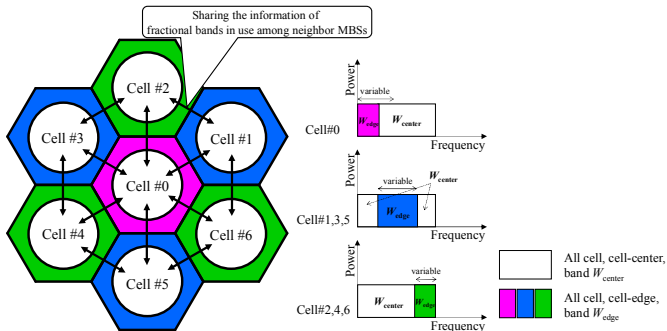 Sharing the information of
fractional bands in use among neighbor MBSs
Cell #2
Cell #3
Cell #1
Cell #0
Cell #4
Cell #6
Cell #5
Power
variable
Wedge
Wcenter
Cell#0
Frequency
Power
variable
Wcenter
Wedge
Cell#1,3,5
Frequency
Power
variable
Wcenter
Wedge
Cell#2,4,6
Frequency
All cell, cell-center,
band Wcenter
All cell, cell-edge,
band Wedge